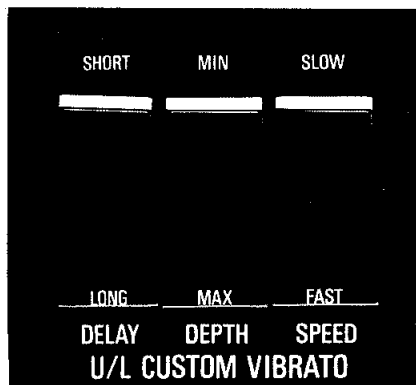 SHORT MIN SLOW
LONG MAX FAST
DELAY DEPTH SPEED
U/L CUSTOM VIBRATO